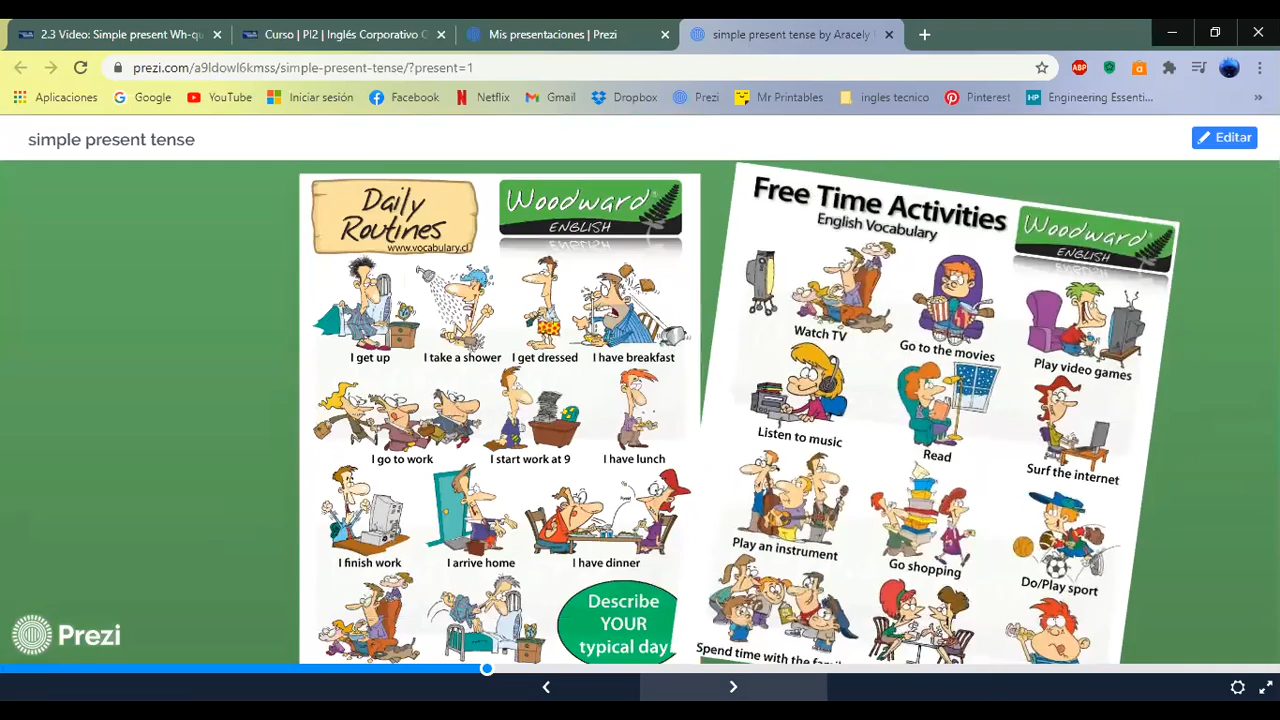 2.3 Video: Simple present Wh-qu
Curso | PI2 | Inglés Corporativo
Mis presentaciones | Prezi
simple present tense by Aracely
prezi.com/a9ldowl6kmss/simple-present-tense/?present=1
ABP
Aplicaciones
Google
YouTube
Iniciar sesión
Facebook
Netflix
Gmail
Dropbox
Prezi
Mr Printables
ingles tecnico
Pinterest
HP
Engineering Essenti...
simple present tense
Editar
Daily
Routines
www.vocabulary.cl
Woodward
ENGLISH
I get up
I take a shower
I get dressed
I have breakfast
I go to work
I start work at 9
I have lunch
I finish work
I arrive home
I have dinner
Describe
YOUR
typical day
Free Time Activities
English Vocabulary
Woodward
ENGLISH
Watch TV
Go to the movies
Play video games
Listen to music
Read
Surf the internet
Play an instrument
Go shopping
Do/Play sport
Spend time with the
Prezi